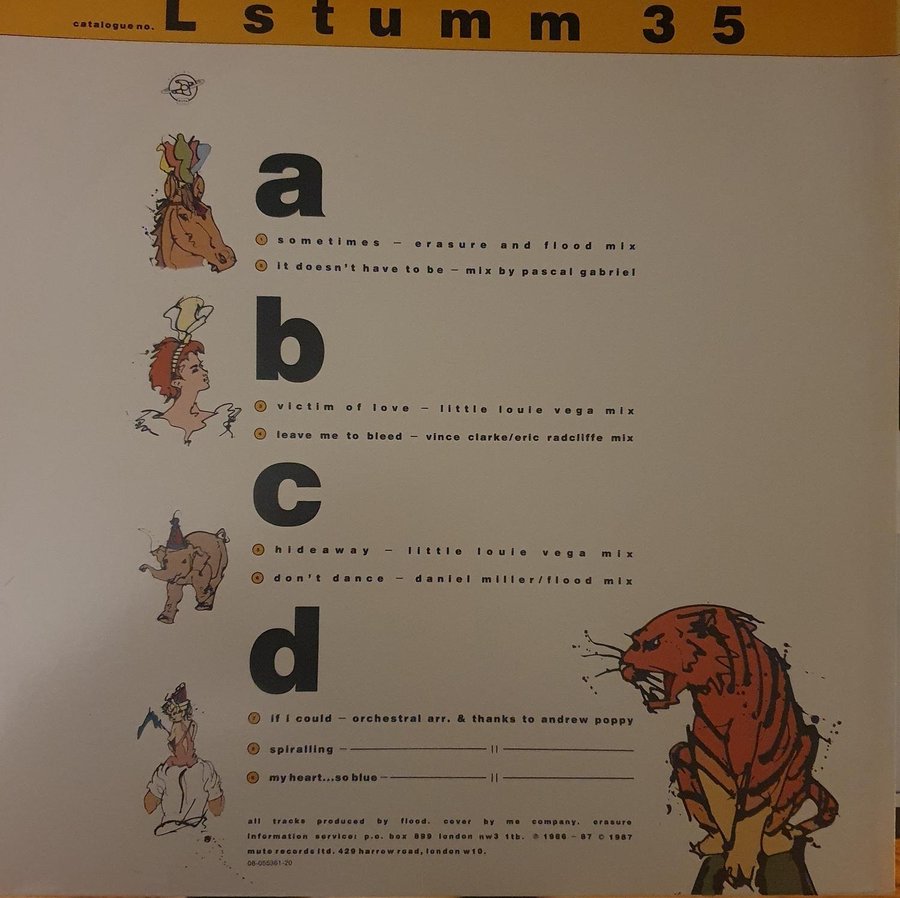 catalogue no. L stumm 35
a
1 sometimes – erasure and flood mix
2 it doesn't have to be – mix by pascal gabriel
b
3 victim of love – little louie vega mix
4 leave me to bleed – vince clarke/eric radcliffe mix
c
5 hideaway – little louie vega mix
6 don't dance – daniel miller/flood mix
d
7 if i could – orchestral arr. & thanks to andrew poppy
8 spiralling – ————— || —————
9 my heart...so blue – ————— || —————
all tracks produced by flood. cover by me company. erasure
information service: p.o. box 899 london nw3 1tb. ℗ 1986 – 87 © 1987
mute records ltd. 429 harrow road, london w10.
08-055361-20